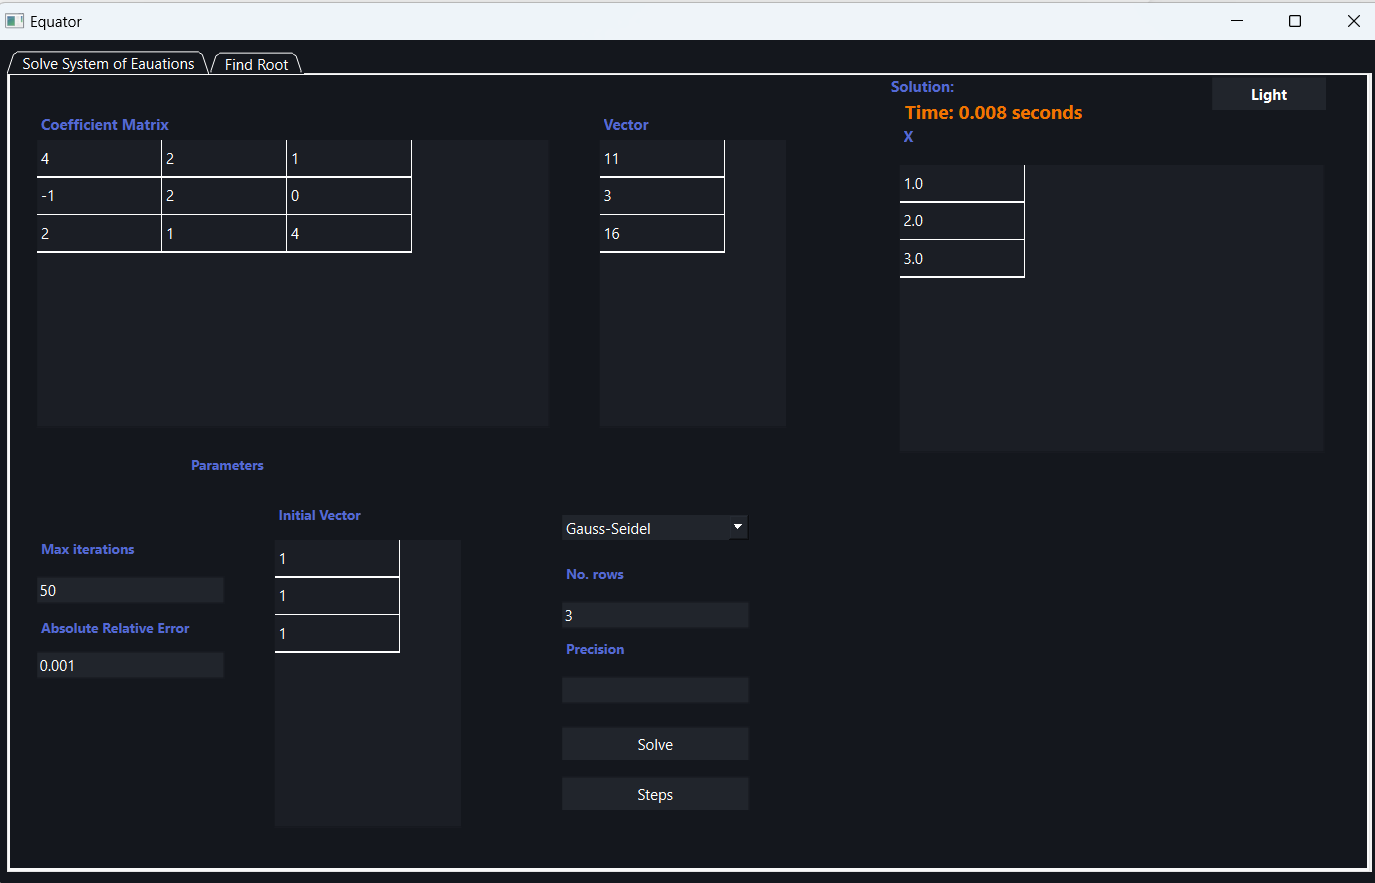 Equator
Solve System of Eauations
Find Root
Solution:
Light
Time: 0.008 seconds
Coefficient Matrix
Vector
X
4 2 1
11
-1 2 0
3
2 1 4
16
1.0
2.0
3.0
Parameters
Initial Vector
1
1
1
Max iterations
50
Absolute Relative Error
0.001
Gauss-Seidel
No. rows
3
Precision
Solve
Steps